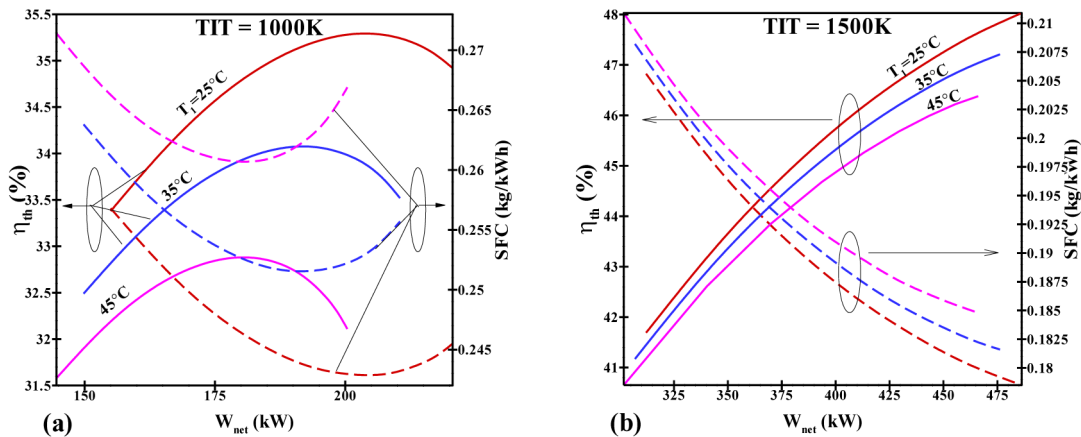 TIT = 1000K
35.5
35
34.5
34
33.5
33
32.5
32
31.5
η_th (%)
T₁=25°C
35°C
45°C
0.27
0.265
0.26
0.255
0.25
0.245
SFC (kg/kWh)
150 175 200
(a) W_net (kW)
TIT = 1500K
48
47
46
45
44
43
42
41
η_th (%)
T₁=25°C
35°C
45°C
0.21
0.2075
0.205
0.2025
0.2
0.1975
0.195
0.1925
0.19
0.1875
0.185
0.1825
0.18
SFC (kg/kWh)
325 350 375 400 425 450 475
(b) W_net (kW)